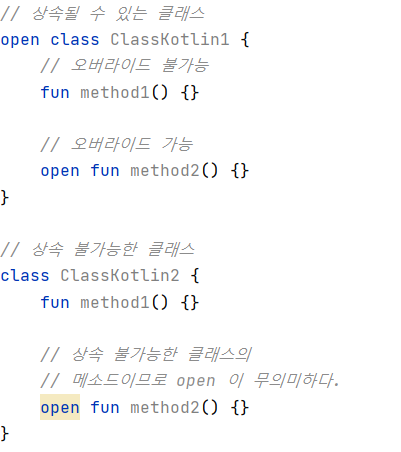 // 상속될 수 있는 클래스
open class ClassKotlin1 {
    // 오버라이드 불가능
    fun method1() {}

    // 오버라이드 가능
    open fun method2() {}
}

// 상속 불가능한 클래스
class ClassKotlin2 {
    fun method1() {}

    // 상속 불가능한 클래스의
    // 메소드이므로 open 이 무의미하다.
    open fun method2() {}
}